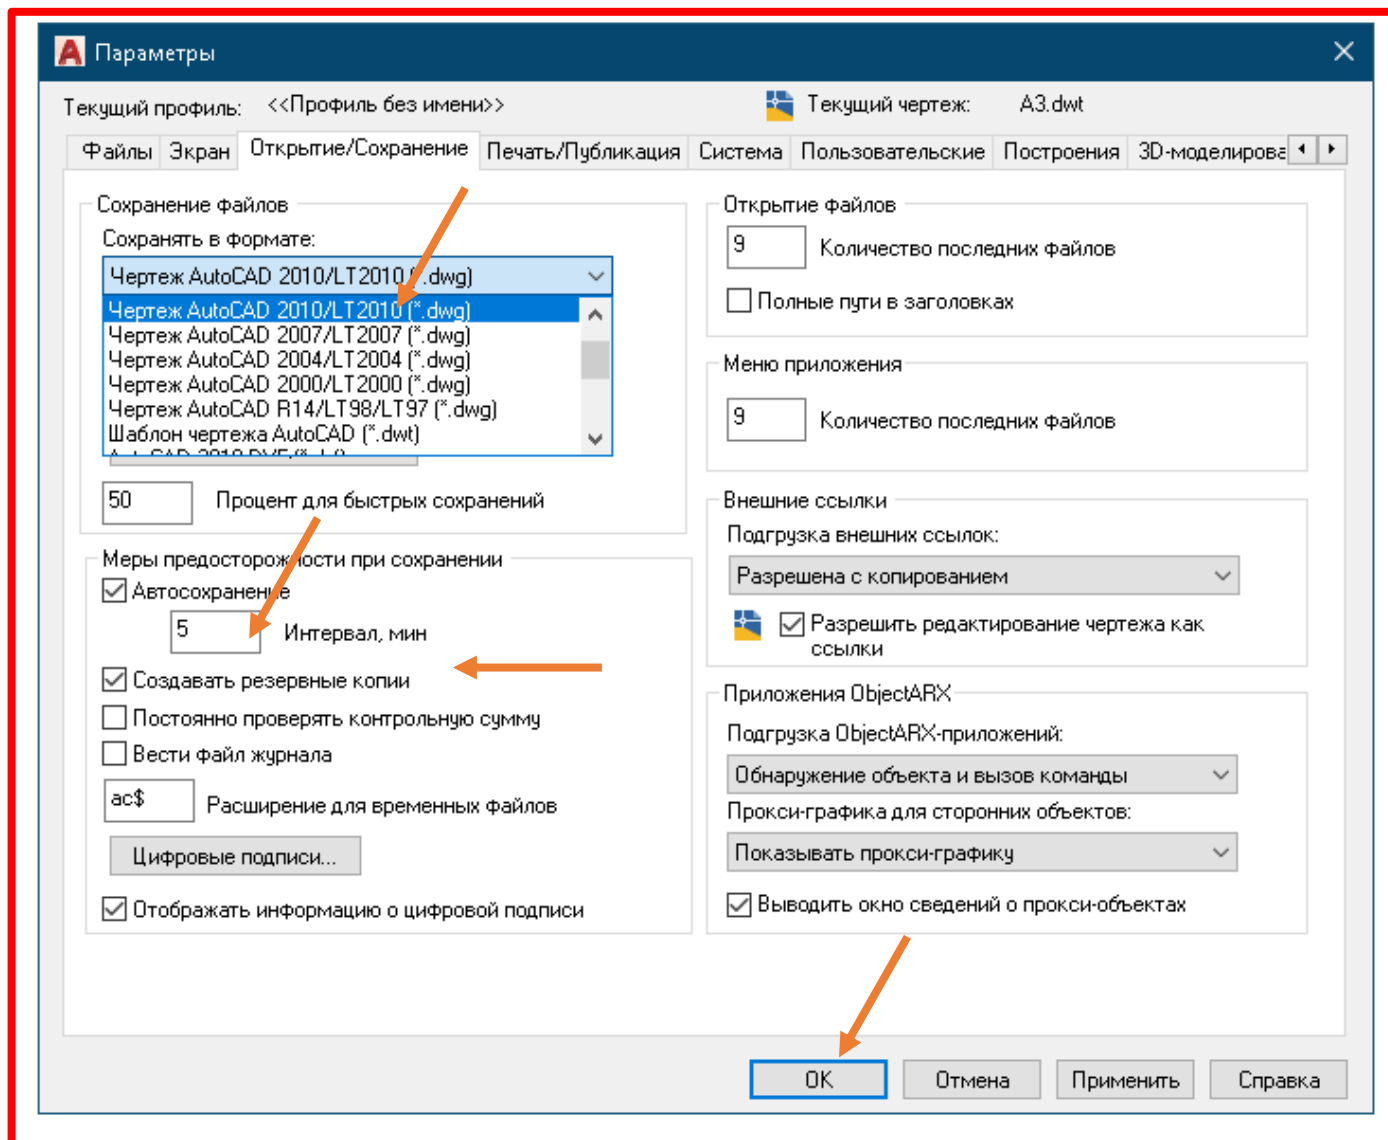 Параметры
Текущий профиль: <<Профиль без имени>> Текущий чертеж: A3.dwt
Файлы Экран Открытие/Сохранение Печать/Публикация Система Пользовательские Построения 3D-моделирова
Сохранение файлов
Сохранять в формате:
Чертеж AutoCAD 2010/LT2010 (*.dwg)
Чертеж AutoCAD 2010/LT2010 (*.dwg)
Чертеж AutoCAD 2007/LT2007 (*.dwg)
Чертеж AutoCAD 2004/LT2004 (*.dwg)
Чертеж AutoCAD 2000/LT2000 (*.dwg)
Чертеж AutoCAD R14/LT98/LT97 (*.dwg)
Шаблон чертежа AutoCAD (*.dwt)
50 Процент для быстрых сохранений
Меры предосторожности при сохранении
Автосохранение
5 Интервал, мин
Создавать резервные копии
Постоянно проверять контрольную сумму
Вести файл журнала
ac$ Расширение для временных файлов
Цифровые подписи...
Отображать информацию о цифровой подписи
Открытие файлов
9 Количество последних файлов
Полные пути в заголовках
Меню приложения
9 Количество последних файлов
Внешние ссылки
Подгрузка внешних ссылок:
Разрешена с копированием
Разрешить редактирование чертежа как
ссылки
Приложения ObjectARX
Подгрузка ObjectARX-приложений:
Обнаружение объекта и вызов команды
Прокси-графика для сторонних объектов:
Показывать прокси-графику
Выводить окно сведений о прокси-объектах
OK Отмена Применить Справка